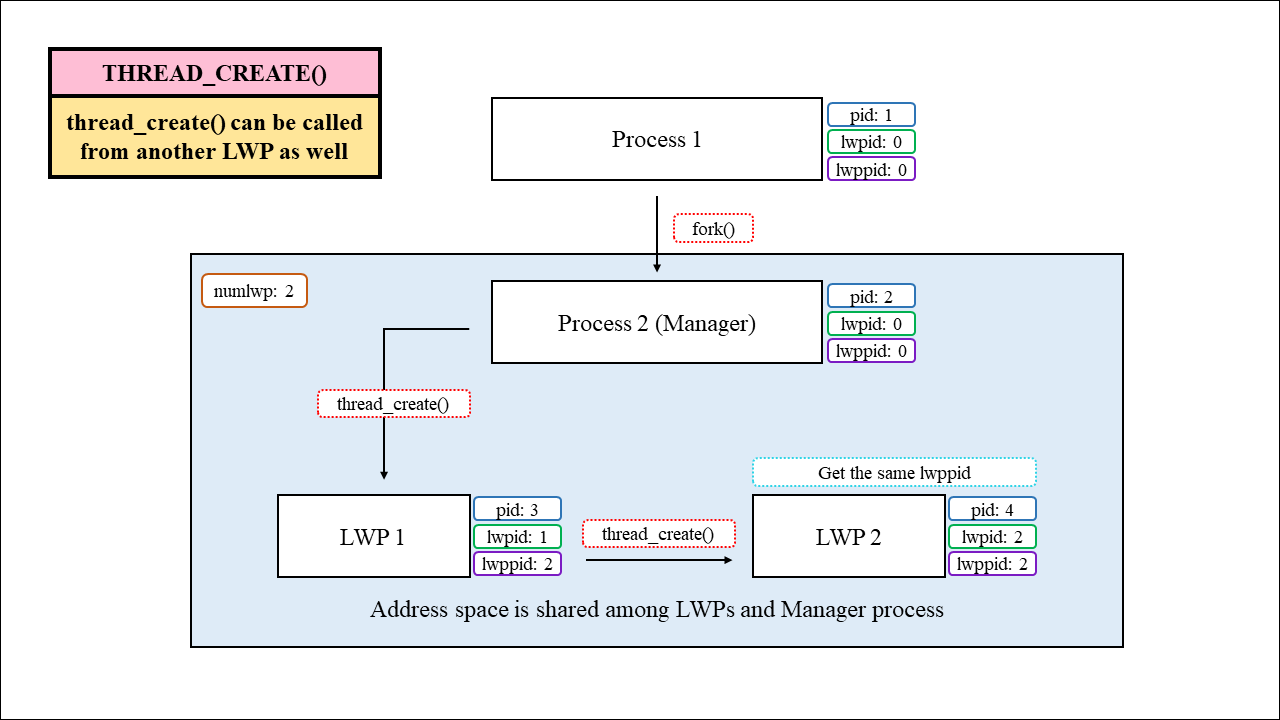 THREAD_CREATE()
thread_create() can be called
from another LWP as well
Process 1
pid: 1
lwpid: 0
lwppid: 0
fork()
numlwp: 2
Process 2 (Manager)
pid: 2
lwpid: 0
lwppid: 0
thread_create()
LWP 1
pid: 3
lwpid: 1
lwppid: 2
thread_create()
Get the same lwppid
LWP 2
pid: 4
lwpid: 2
lwppid: 2
Address space is shared among LWPs and Manager process